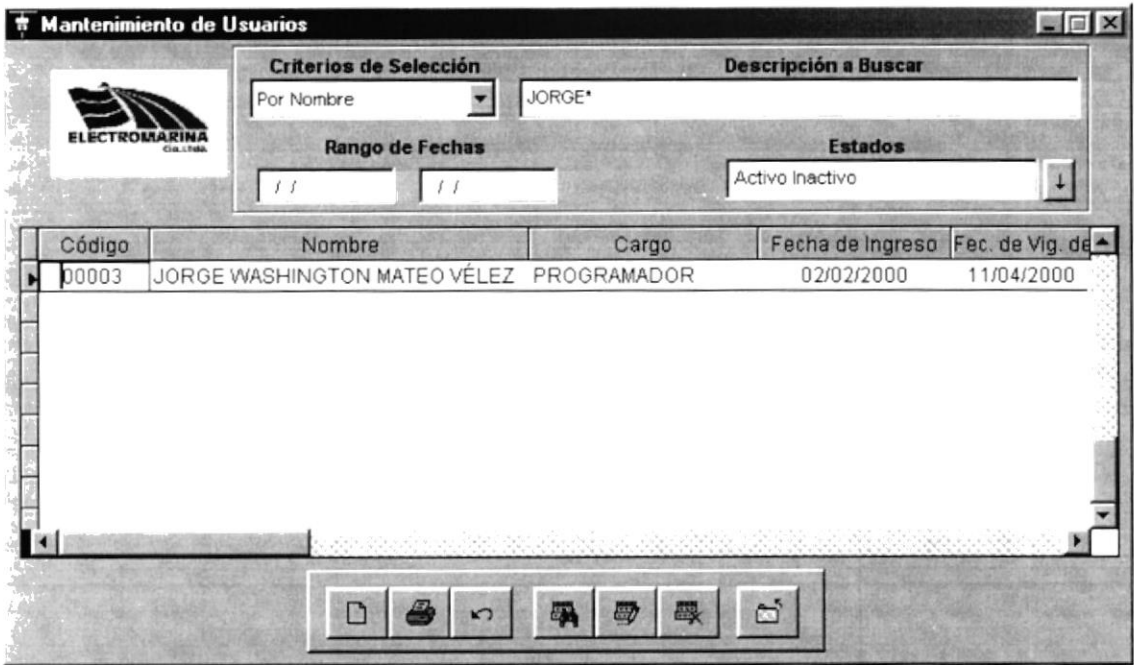 Mantenimiento de Usuarios
Criterios de Selección
Descripción a Buscar
Por Nombre
JORGE*
ELECTROMARINA
Cia. Ltda.
Rango de Fechas
Estados
/ /
/ /
Activo Inactivo
Código Nombre Cargo Fecha de Ingreso Fec. de Vig. de
00003 JORGE WASHINGTON MATEO VÉLEZ PROGRAMADOR 02/02/2000 11/04/2000